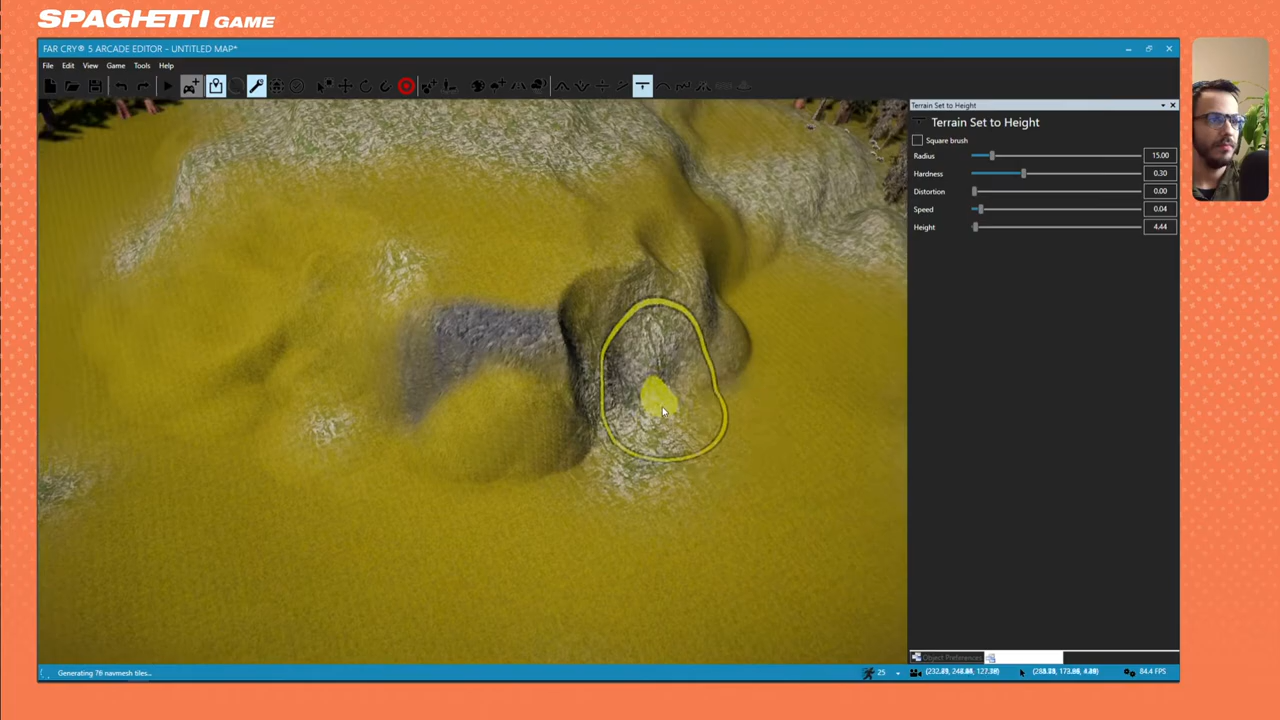 SPAGHETTI GAME
FAR CRY® 5 ARCADE EDITOR - UNTITLED MAP*
File Edit View Game Tools Help
Terrain Set to Height
Terrain Set to Height
Square brush
Radius 15.00
Hardness 0.30
Distortion 0.00
Speed 0.04
Height 4.44
Object Preferences
Generating 78 navmesh tiles...
25
84.4 FPS